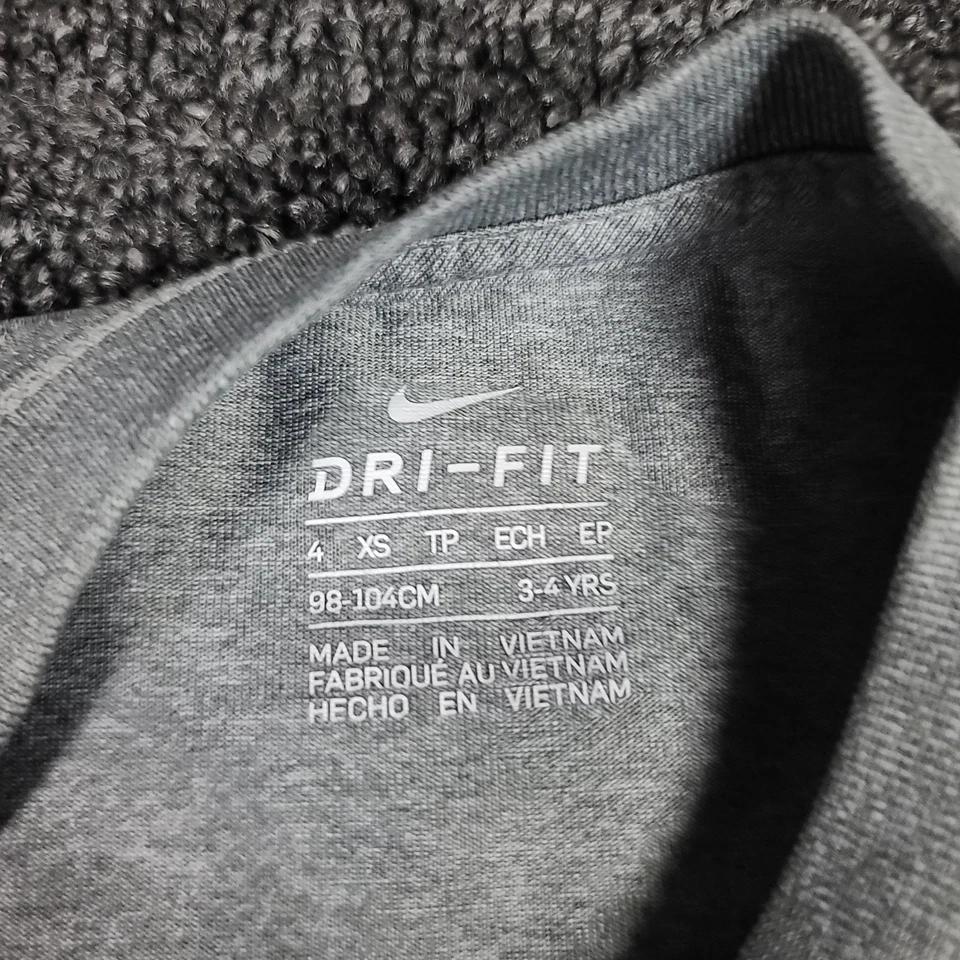 DRI-FIT
4 XS TP ECH EP
98-104CM 3-4 YRS
MADE IN VIETNAM
FABRIQUÉ AU VIETNAM
HECHO EN VIETNAM